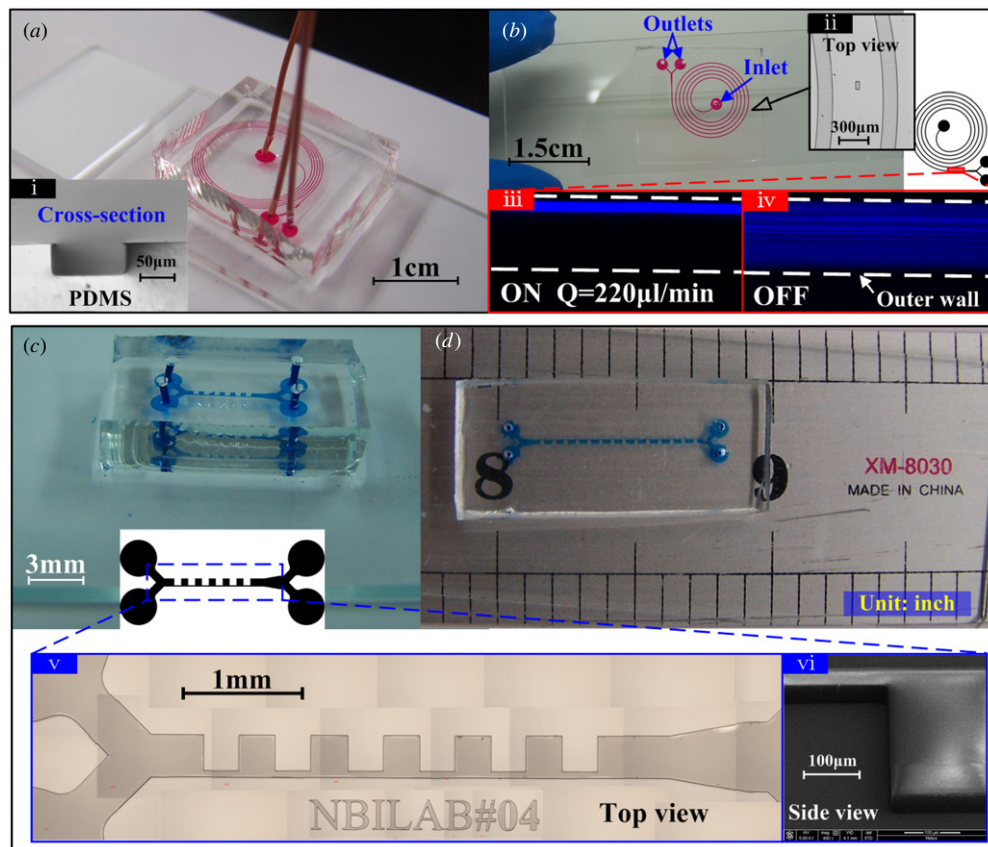 (a)
i
Cross-section
50µm
PDMS
1cm
(b)
Outlets
Inlet
1.5cm
ii
Top view
300µm
iii
ON Q=220µl/min
iv
OFF
Outer wall
(c)
3mm
(d)
8
9
XM-8030
MADE IN CHINA
Unit: inch
v
1mm
NBILAB#04
Top view
vi
100µm
Side view